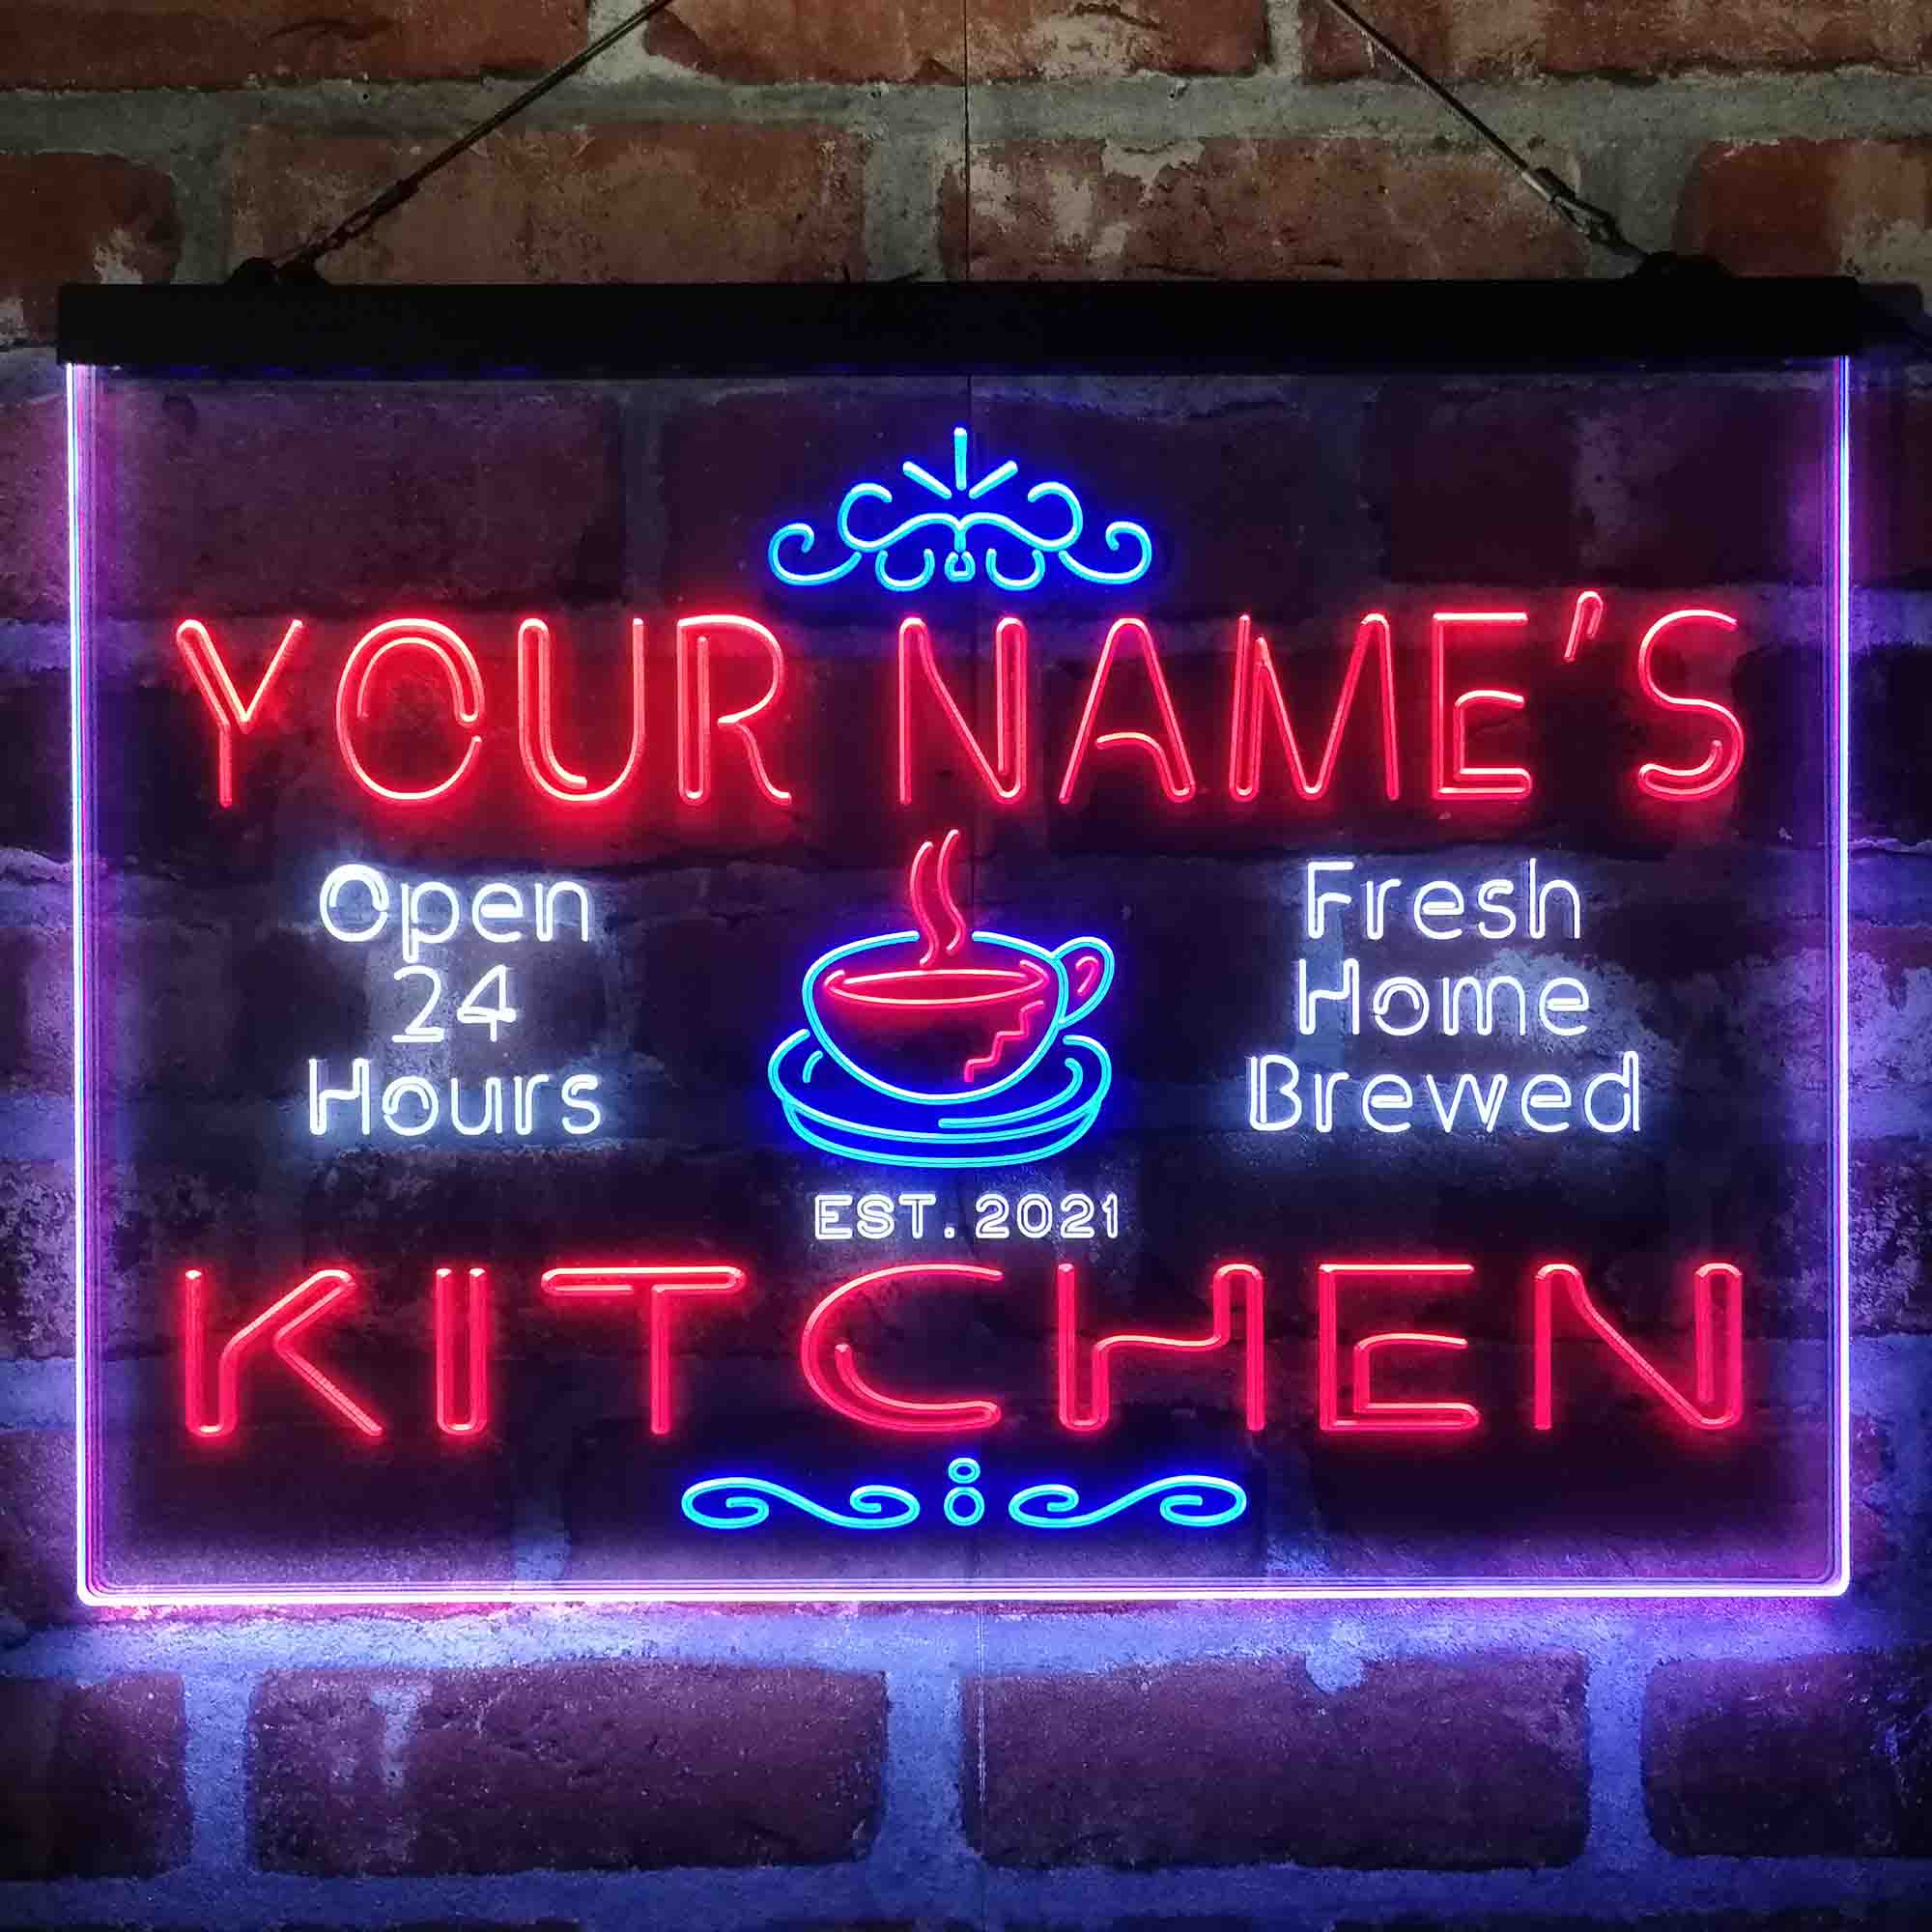 YOUR NAME'S
Open
24
Hours
Fresh
Home
Brewed
EST. 2021
KITCHEN